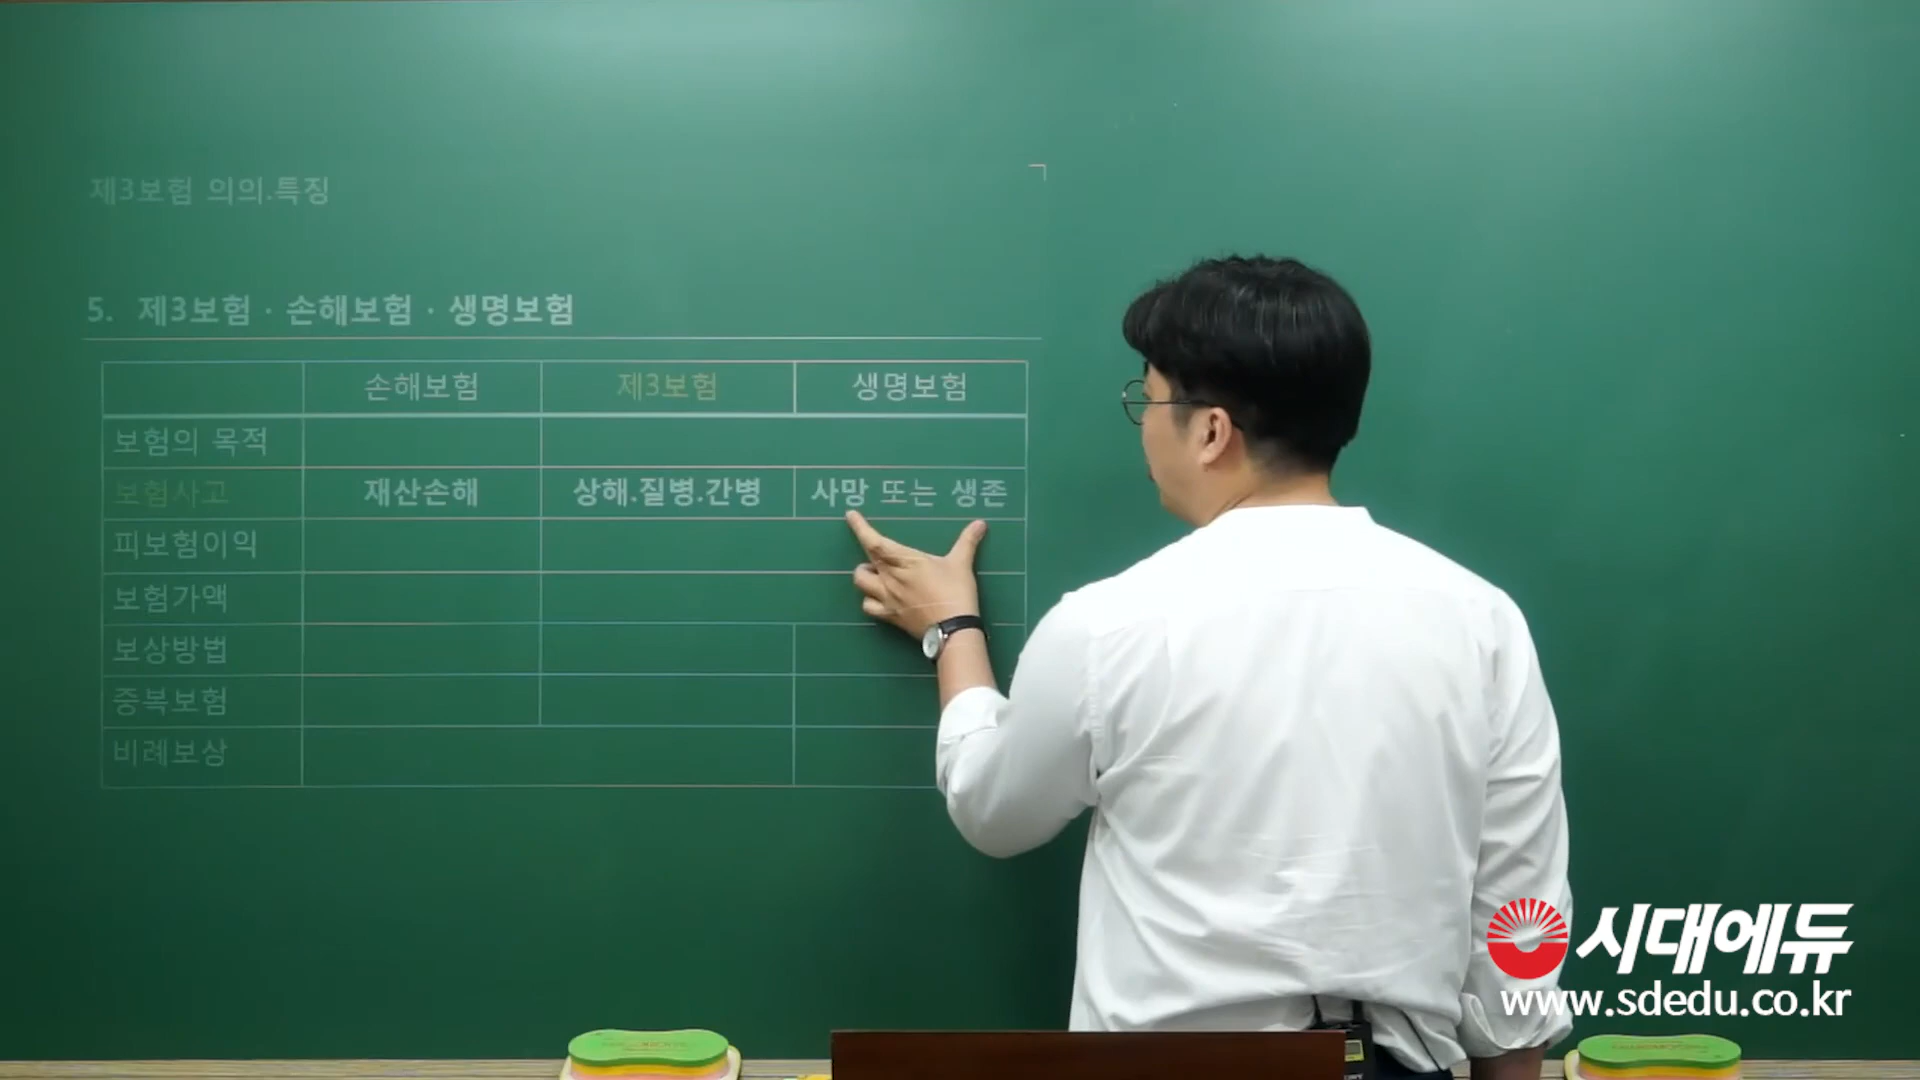 제3보험 의의.특징
5. 제3보험 · 손해보험 · 생명보험
손해보험 제3보험 생명보험
보험의 목적
보험사고 재산손해 상해.질병.간병 사망 또는 생존
피보험이익
보험가액
보상방법
중복보험
비례보상
시대에듀
www.sdedu.co.kr